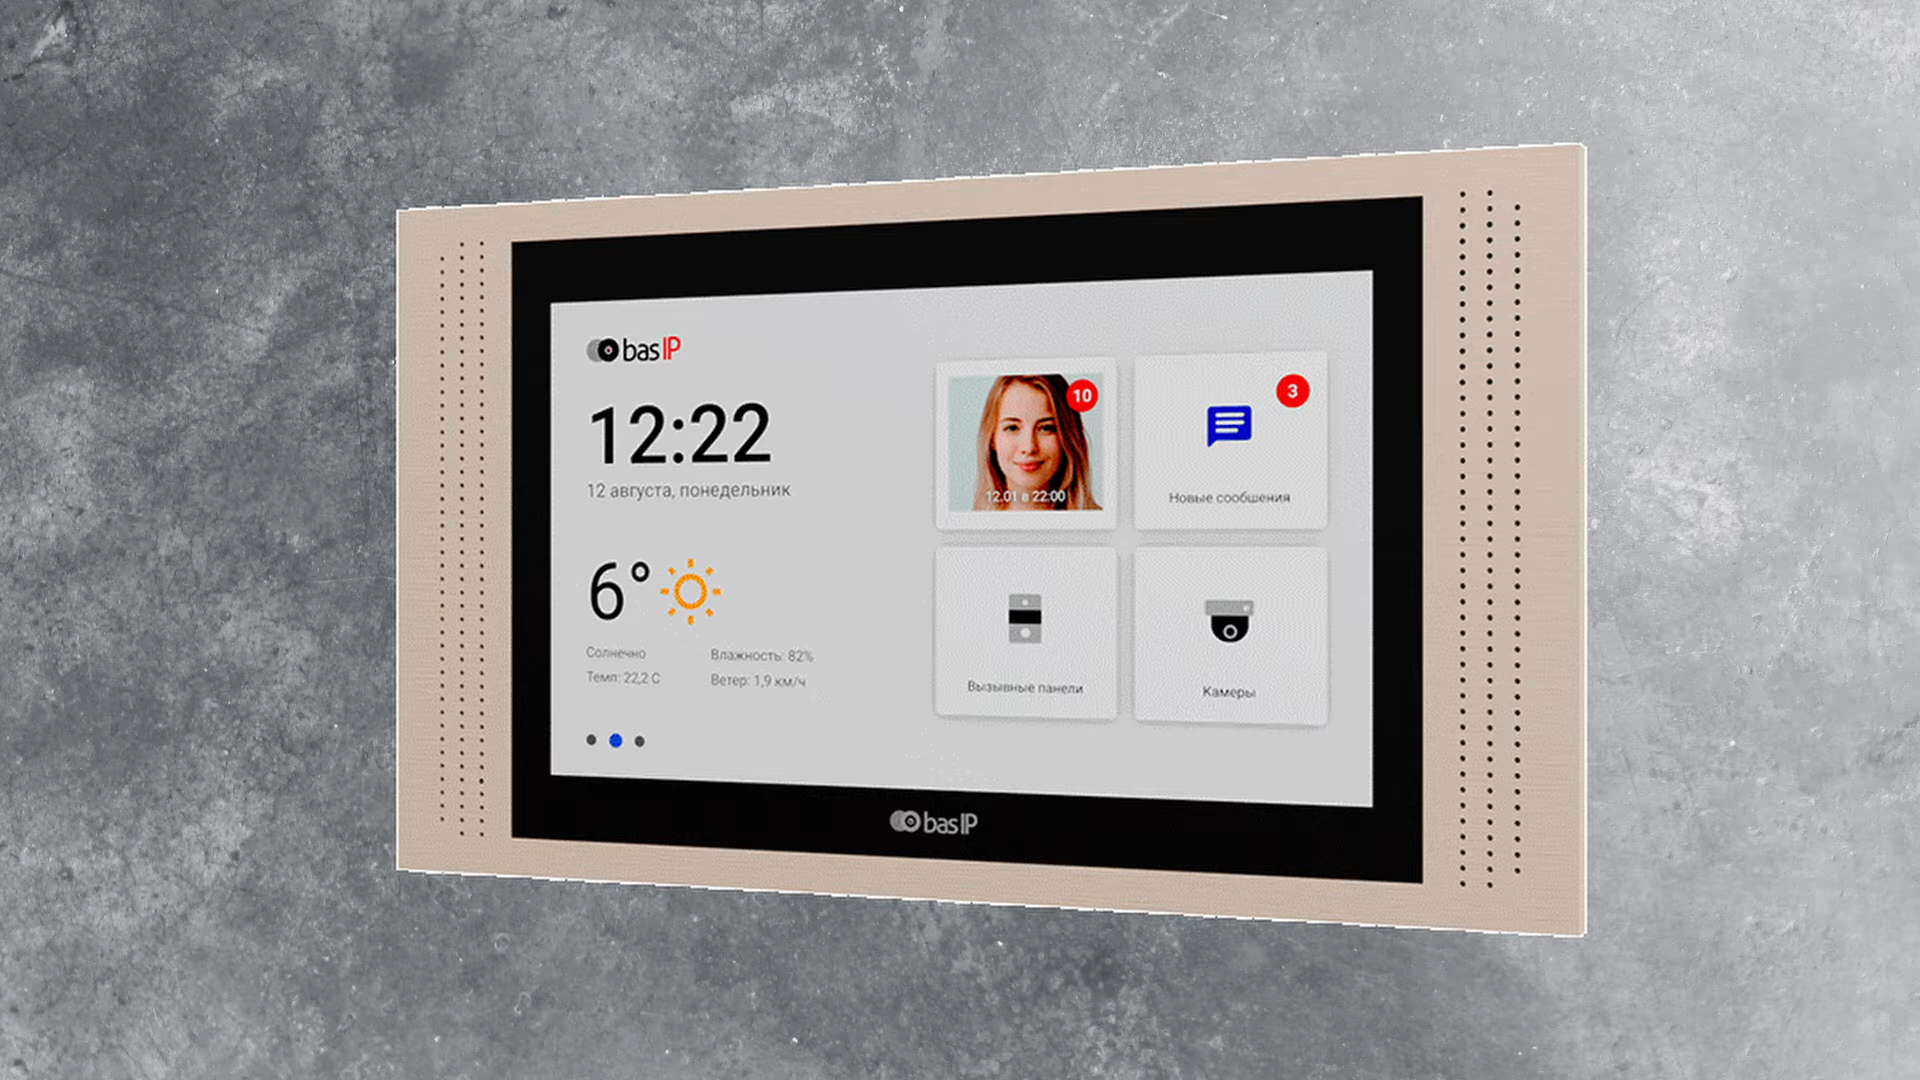 bas IP
12:22
12 августа, понедельник
6°
Солнечно
Темп: 22,2 C
Влажность: 82%
Ветер: 1,9 км/ч
10
12.01 в 22:00
3
Новые сообшения
Вызывные панели
Камеры
bas IP